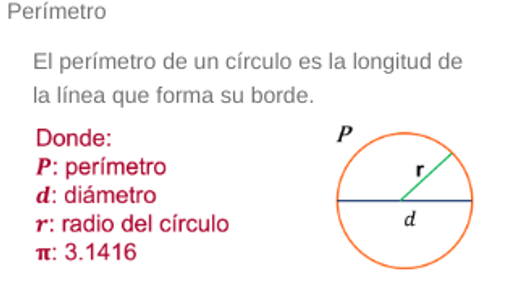 Perímetro
El perímetro de un círculo es la longitud de
la línea que forma su borde.
Donde:
P: perímetro
d: diámetro
r: radio del círculo
π: 3.1416
P
r
d